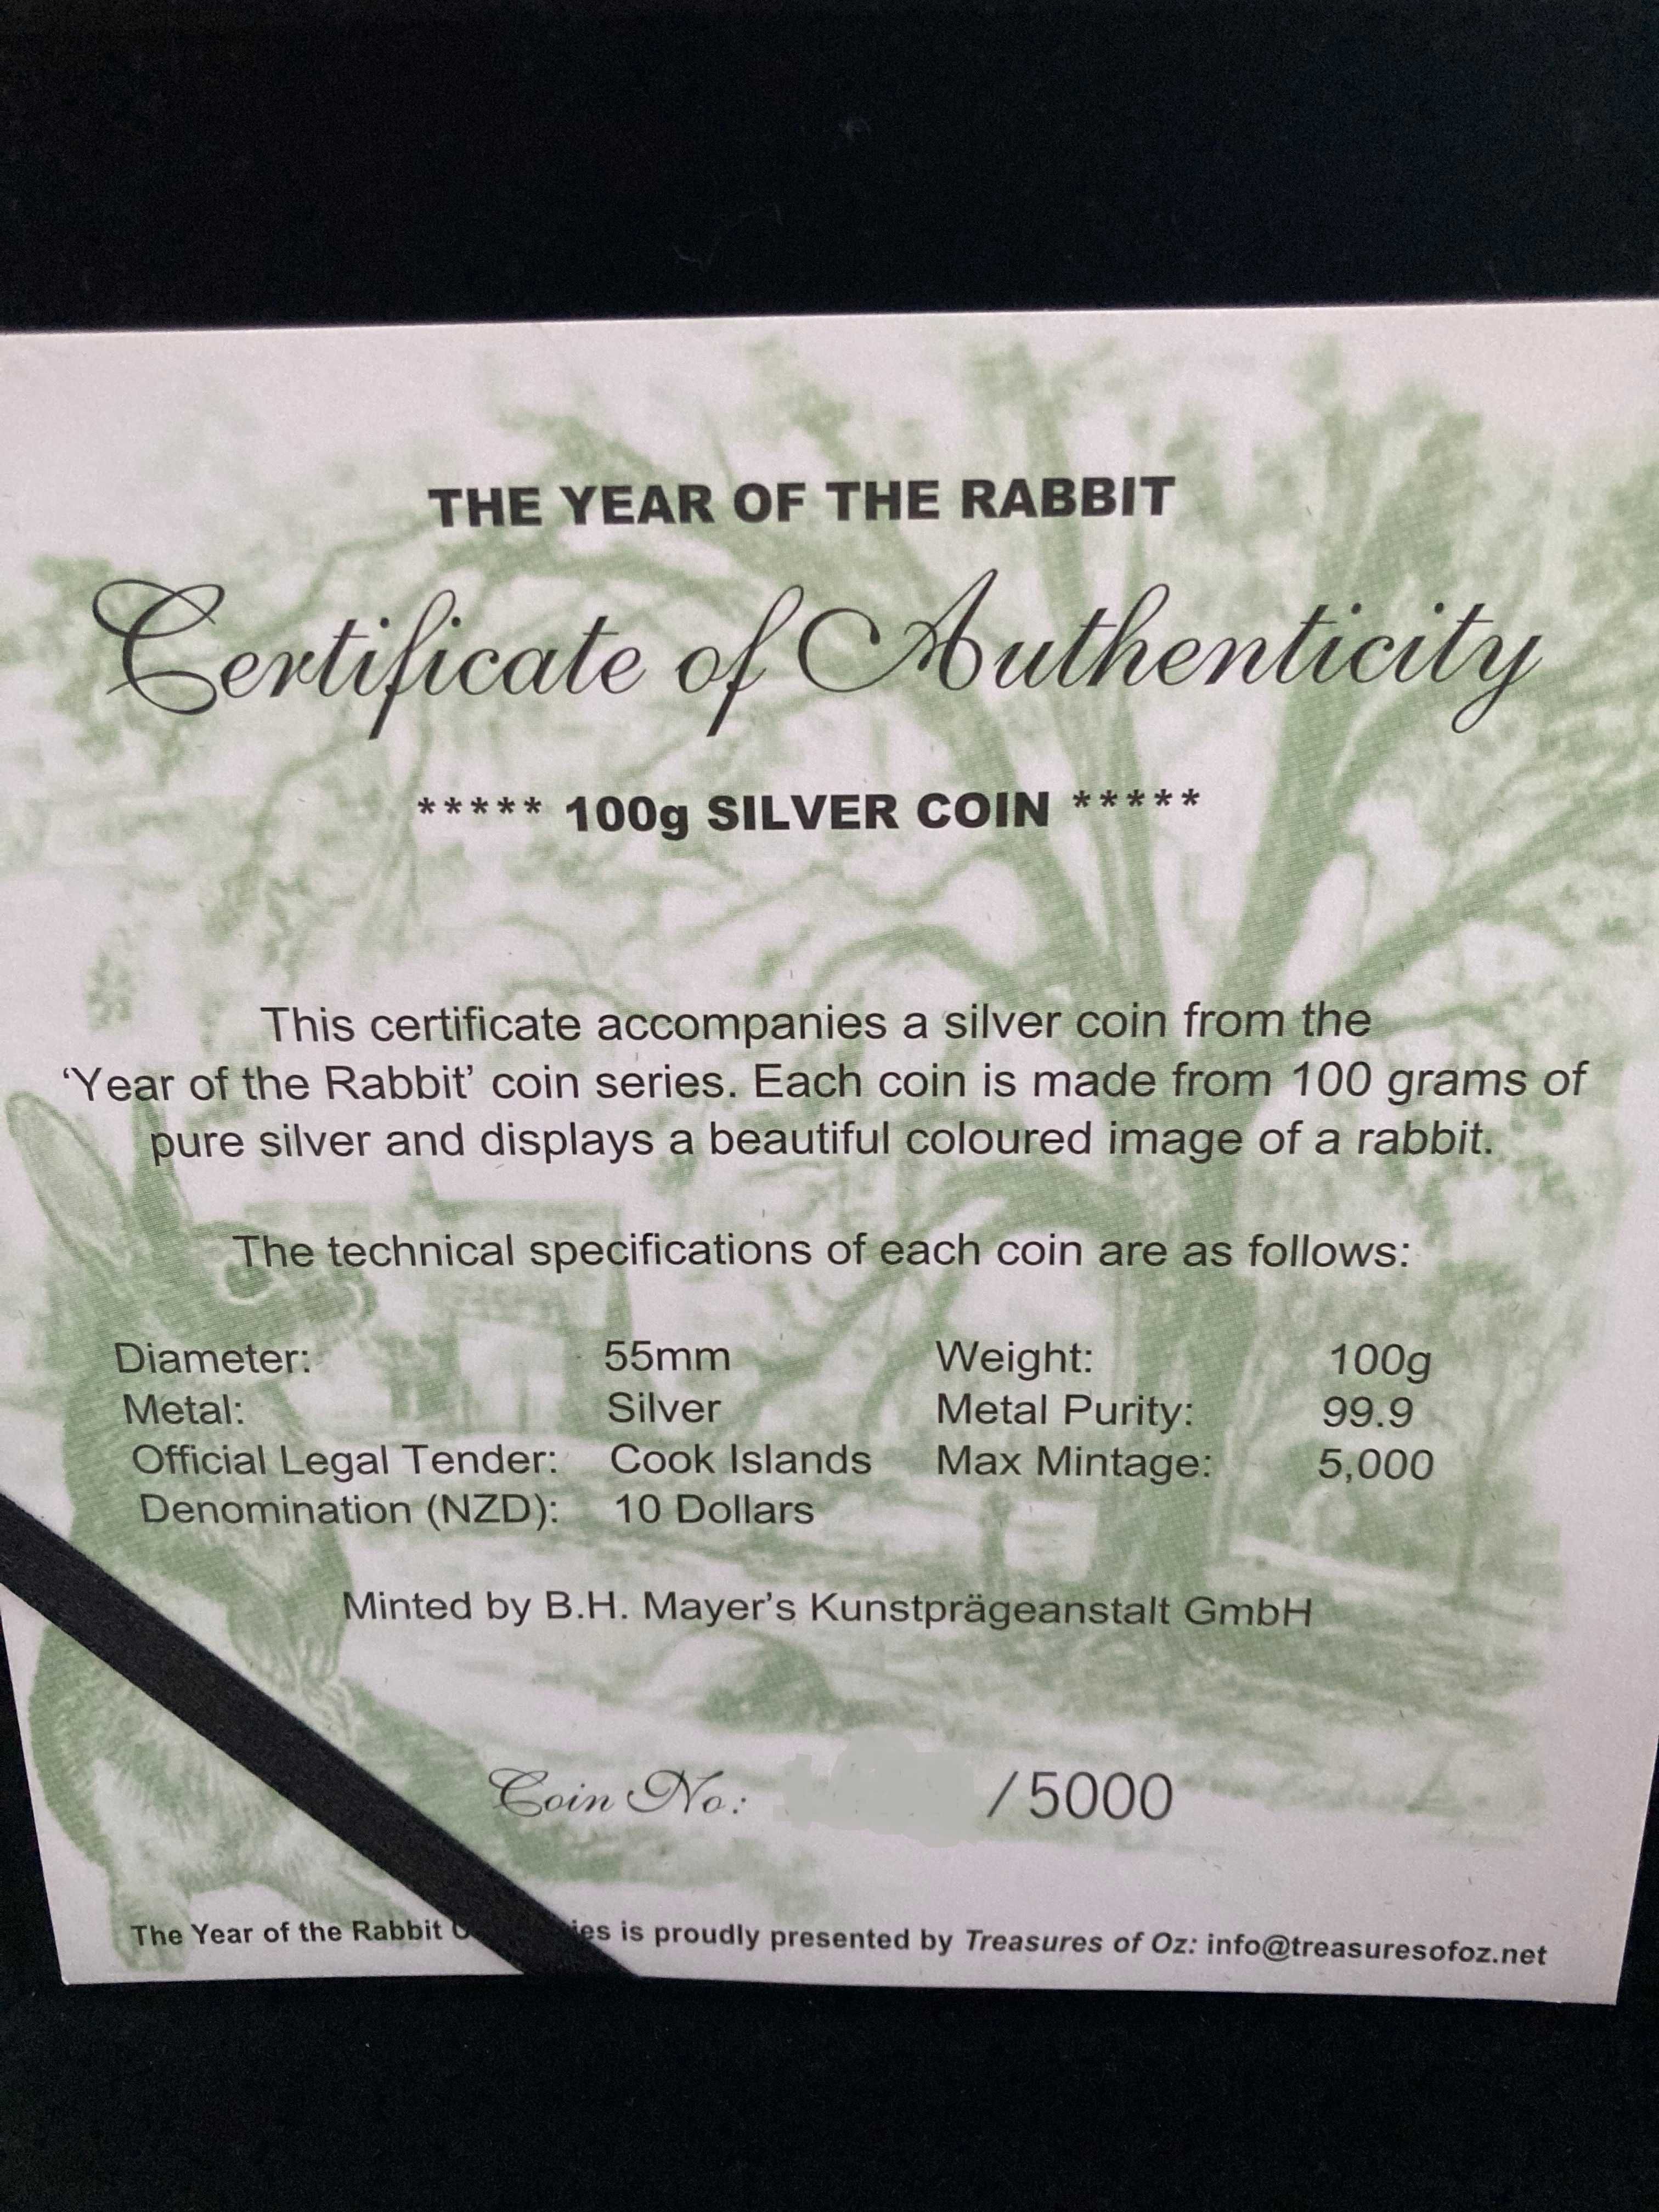 THE YEAR OF THE RABBIT
Certificate of Authenticity
***** 100g SILVER COIN *****
This certificate accompanies a silver coin from the
‘Year of the Rabbit’ coin series. Each coin is made from 100 grams of
pure silver and displays a beautiful coloured image of a rabbit.
The technical specifications of each coin are as follows:
Diameter: 55mm Weight: 100g
Metal: Silver Metal Purity: 99.9
Official Legal Tender: Cook Islands Max Mintage: 5,000
Denomination (NZD): 10 Dollars
Minted by B.H. Mayer’s Kunstprägeanstalt GmbH
Coin No: /5000
The Year of the Rabbit is proudly presented by Treasures of Oz: info@treasuresofoz.net